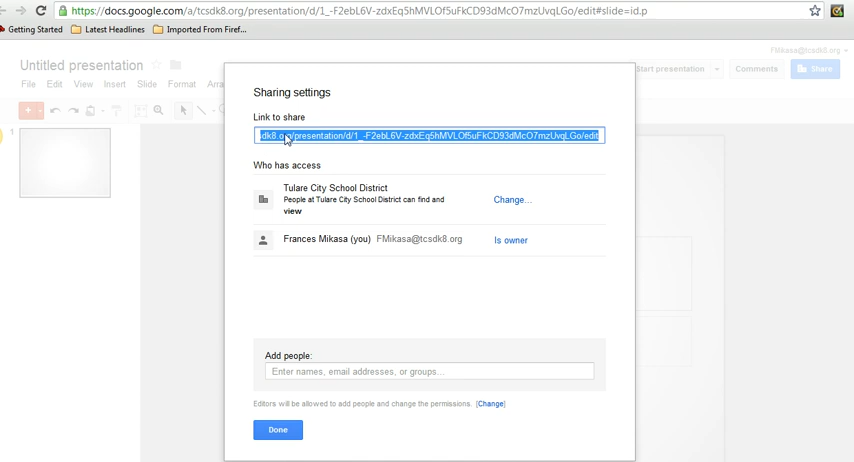 https://docs.google.com/a/tcsdk8.org/presentation/d/1_-F2ebL6V-zdxEq5hMVLOf5uFkCD93dMcO7mzUvqLGo/edit#slide=id.p
Getting Started Latest Headlines Imported From Firef...
FMikasa@tcsdk8.org
Untitled presentation
Start presentation Comments Share
File Edit View Insert Slide Format Arra
1
Sharing settings
Link to share
dk8.org/presentation/d/1_-F2ebL6V-zdxEq5hMVLOf5uFkCD93dMcO7mzUvqLGo/edit
Who has access
Tulare City School District
People at Tulare City School District can find and
view
Change...
Frances Mikasa (you) FMikasa@tcsdk8.org Is owner
Add people:
Enter names, email addresses, or groups...
Editors will be allowed to add people and change the permissions. [Change]
Done